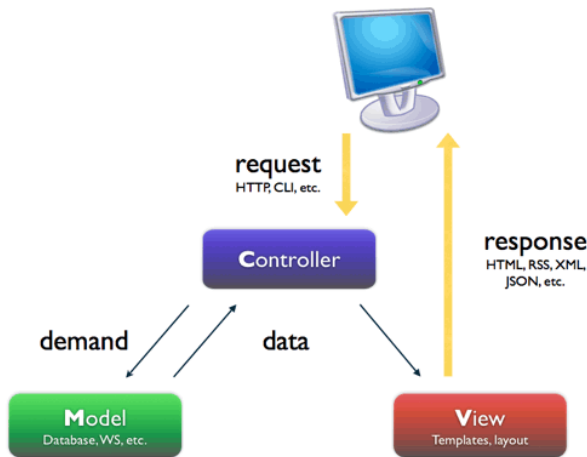 request
HTTP, CLI, etc.
response
HTML, RSS, XML,
JSON, etc.
Controller
demand
data
Model
Database, WS, etc.
View
Templates, layout